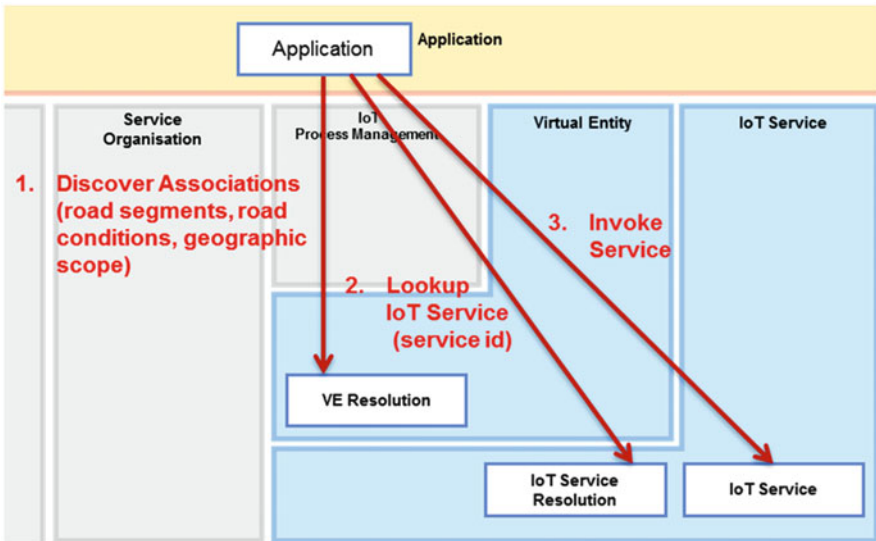 Application
Application
Service
Organisation
IoT
Process Management
Virtual Entity
IoT Service
1. Discover Associations
(road segments, road
conditions, geographic
scope)
3. Invoke
Service
2. Lookup
IoT Service
(service id)
VE Resolution
IoT Service
Resolution
IoT Service